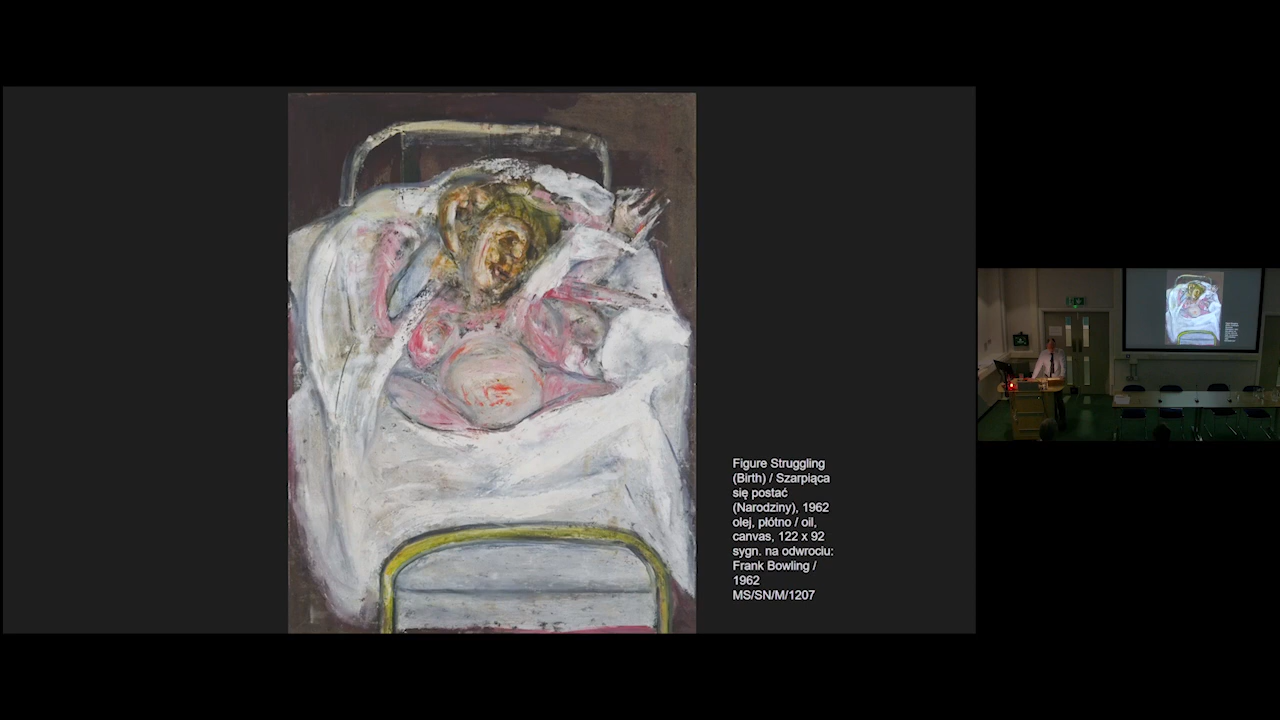 Figure Struggling
(Birth) / Szarpiąca
się postać
(Narodziny), 1962
olej, płótno / oil,
canvas, 122 x 92
sygn. na odwrociu:
Frank Bowling /
1962
MS/SN/M/1207